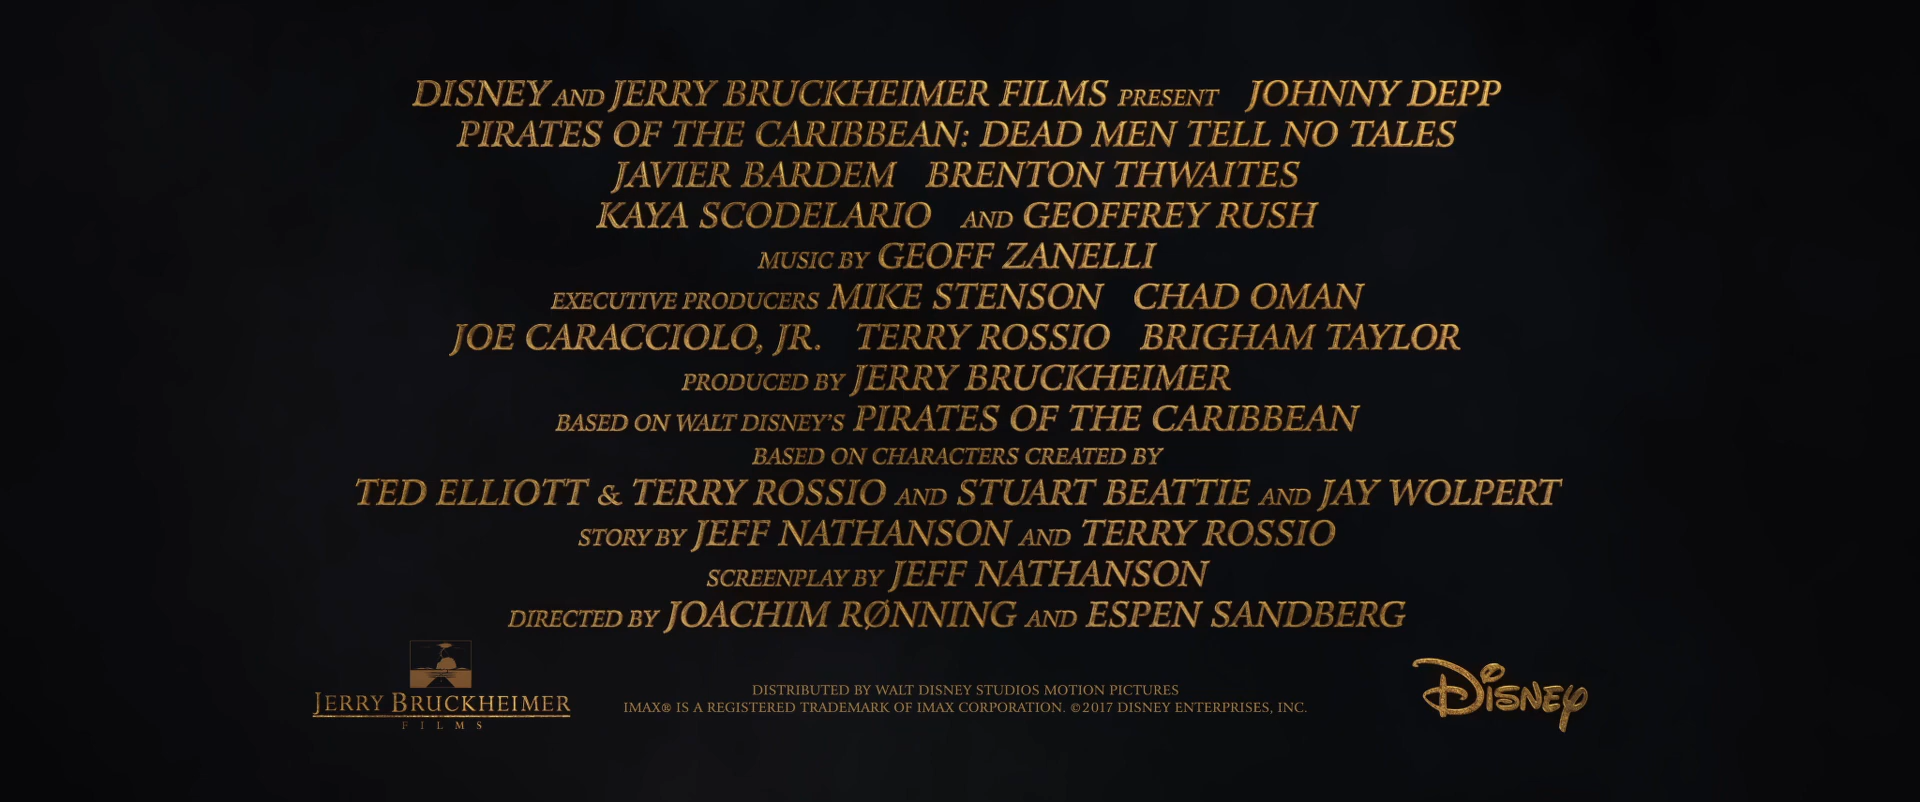 DISNEY AND JERRY BRUCKHEIMER FILMS PRESENT JOHNNY DEPP
PIRATES OF THE CARIBBEAN: DEAD MEN TELL NO TALES
JAVIER BARDEM BRENTON THWAITES
KAYA SCODELARIO AND GEOFFREY RUSH
MUSIC BY GEOFF ZANELLI
EXECUTIVE PRODUCERS MIKE STENSON CHAD OMAN
JOE CARACCIOLO, JR. TERRY ROSSIO BRIGHAM TAYLOR
PRODUCED BY JERRY BRUCKHEIMER
BASED ON WALT DISNEY'S PIRATES OF THE CARIBBEAN
BASED ON CHARACTERS CREATED BY
TED ELLIOTT & TERRY ROSSIO AND STUART BEATTIE AND JAY WOLPERT
STORY BY JEFF NATHANSON AND TERRY ROSSIO
SCREENPLAY BY JEFF NATHANSON
DIRECTED BY JOACHIM RØNNING AND ESPEN SANDBERG
JERRY BRUCKHEIMER
FILMS
DISTRIBUTED BY WALT DISNEY STUDIOS MOTION PICTURES
IMAX® IS A REGISTERED TRADEMARK OF IMAX CORPORATION. ©2017 DISNEY ENTERPRISES, INC.
DISNEY